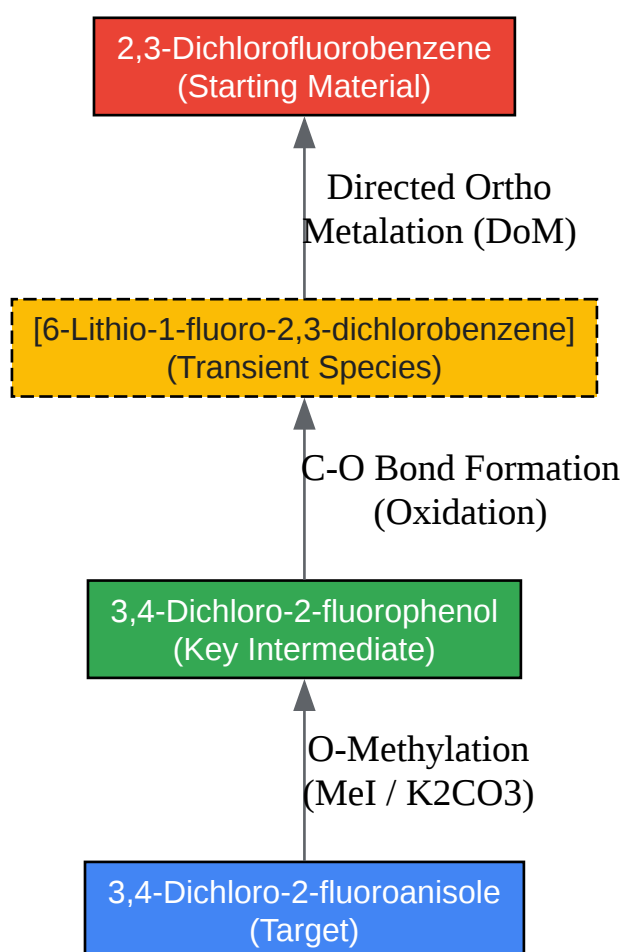 2,3-Dichlorofluorobenzene
(Starting Material)
Directed Ortho
Metalation (DoM)
[6-Lithio-1-fluoro-2,3-dichlorobenzene]
(Transient Species)
C-O Bond Formation
(Oxidation)
3,4-Dichloro-2-fluorophenol
(Key Intermediate)
O-Methylation
(MeI / K2CO3)
3,4-Dichloro-2-fluoroanisole
(Target)